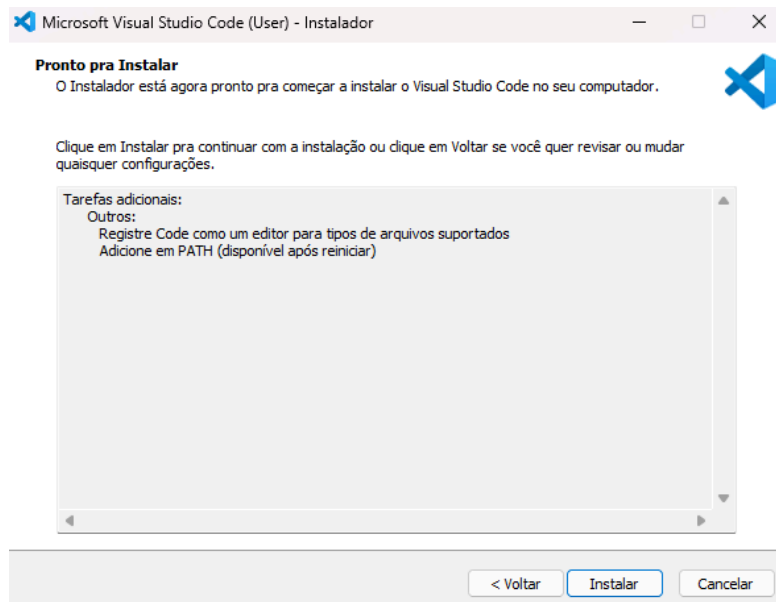 Microsoft Visual Studio Code (User) - Instalador
Pronto pra Instalar
O Instalador está agora pronto pra começar a instalar o Visual Studio Code no seu computador.
Clique em Instalar pra continuar com a instalação ou clique em Voltar se você quer revisar ou mudar
quaisquer configurações.
Tarefas adicionais:
Outros:
Registre Code como um editor para tipos de arquivos suportados
Adicione em PATH (disponível após reiniciar)
< Voltar
Instalar
Cancelar